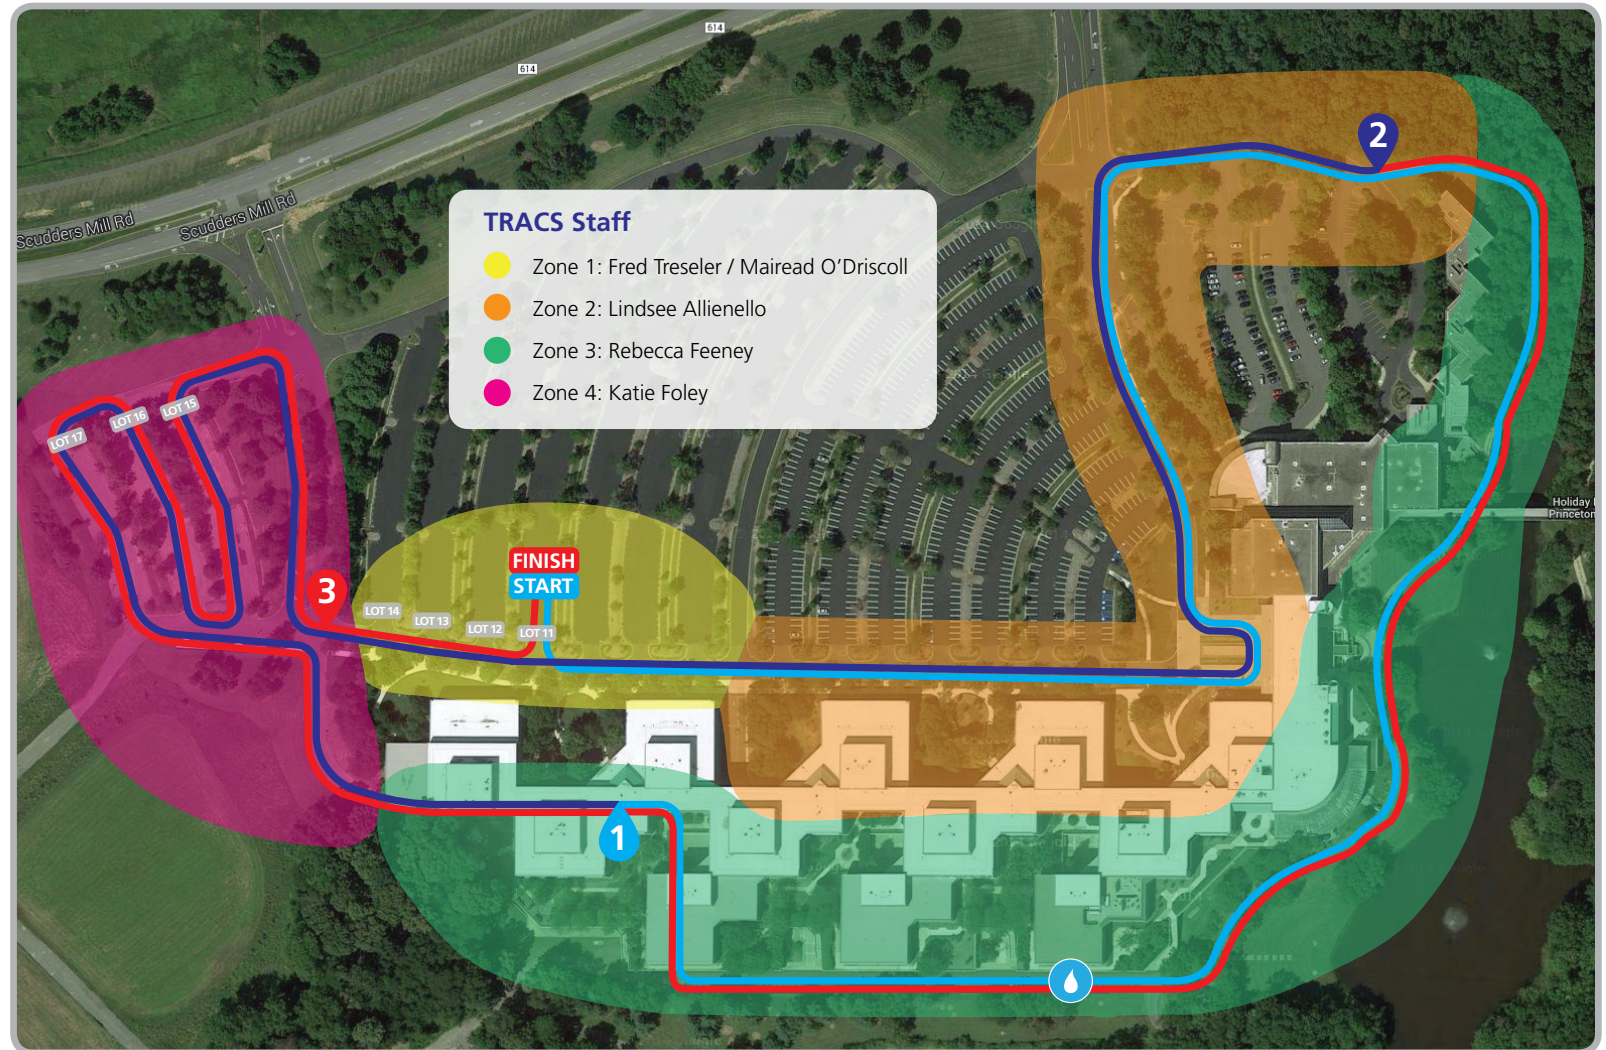 614
614
Scudders Mill Rd
Scudders Mill Rd
2
TRACS Staff
Zone 1: Fred Treseler / Mairead O’Driscoll
Zone 2: Lindsee Allienello
Zone 3: Rebecca Feeney
Zone 4: Katie Foley
LOT 17
LOT 16
LOT 15
Holiday
Princeton
FINISH
START
3
LOT 14
LOT 13
LOT 12
LOT 11
1